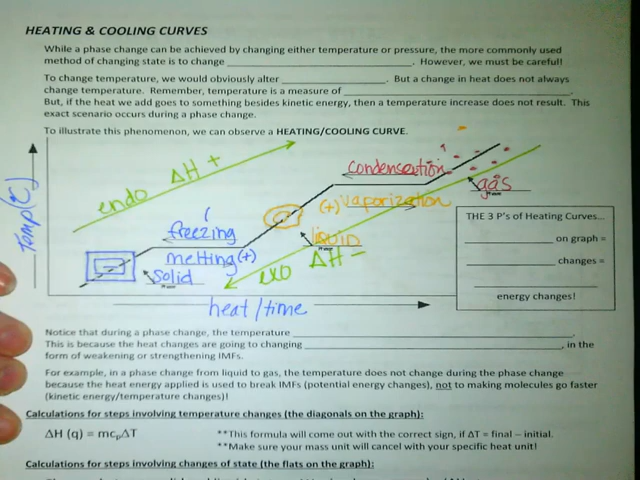 HEATING & COOLING CURVES
While a phase change can be achieved by changing either temperature or pressure, the more commonly used
method of changing state is to change ____________________. However, we must be careful!
To change temperature, we would obviously alter ____________________. But a change in heat does not always
change temperature. Remember, temperature is a measure of ____________________.
But, if the heat we add goes to something besides kinetic energy, then a temperature increase does not result. This
exact scenario occurs during a phase change.
To illustrate this phenomenon, we can observe a HEATING/COOLING CURVE.
Temp (°C)
endo ΔH +
condensation
gas
(+) vaporization
liquid
freezing
melting (+)
solid
exo ΔH −
heat/time
THE 3 P's of Heating Curves...
____________________ on graph =
____________________ changes =
____________________
energy changes!
Notice that during a phase change, the temperature ____________________.
This is because the heat changes are going to changing ____________________, in the
form of weakening or strengthening IMFs.
For example, in a phase change from liquid to gas, the temperature does not change during the phase change
because the heat energy applied is used to break IMFs (potential energy changes), not to making molecules go faster
(kinetic energy/temperature changes)!
Calculations for steps involving temperature changes (the diagonals on the graph):
ΔH (q) = mcpΔT
**This formula will come out with the correct sign, if ΔT = final – initial.
**Make sure your mass unit will cancel with your specific heat unit!
Calculations for steps involving changes of state (the flats on the graph):